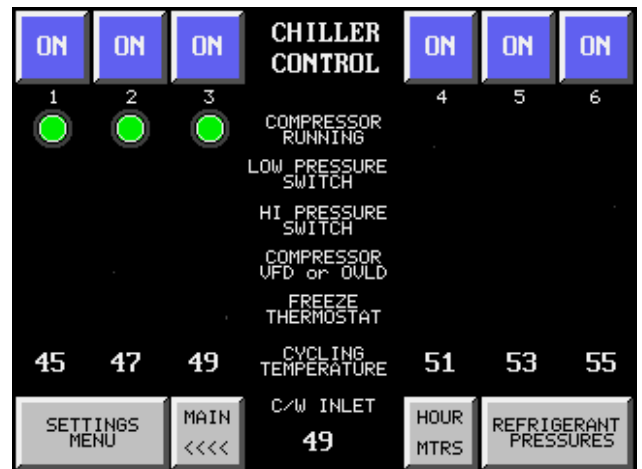 ON ON ON CHILLER CONTROL ON ON ON
1 2 3 4 5 6
COMPRESSOR
RUNNING
LOW PRESSURE
SWITCH
HI PRESSURE
SWITCH
COMPRESSOR
VFD or OVLD
FREEZE
THERMOSTAT
45 47 49 CYCLING TEMPERATURE 51 53 55
SETTINGS
MENU
MAIN
<<<<
C/W INLET
49
HOUR
MTRS
REFRIGERANT
PRESSURES